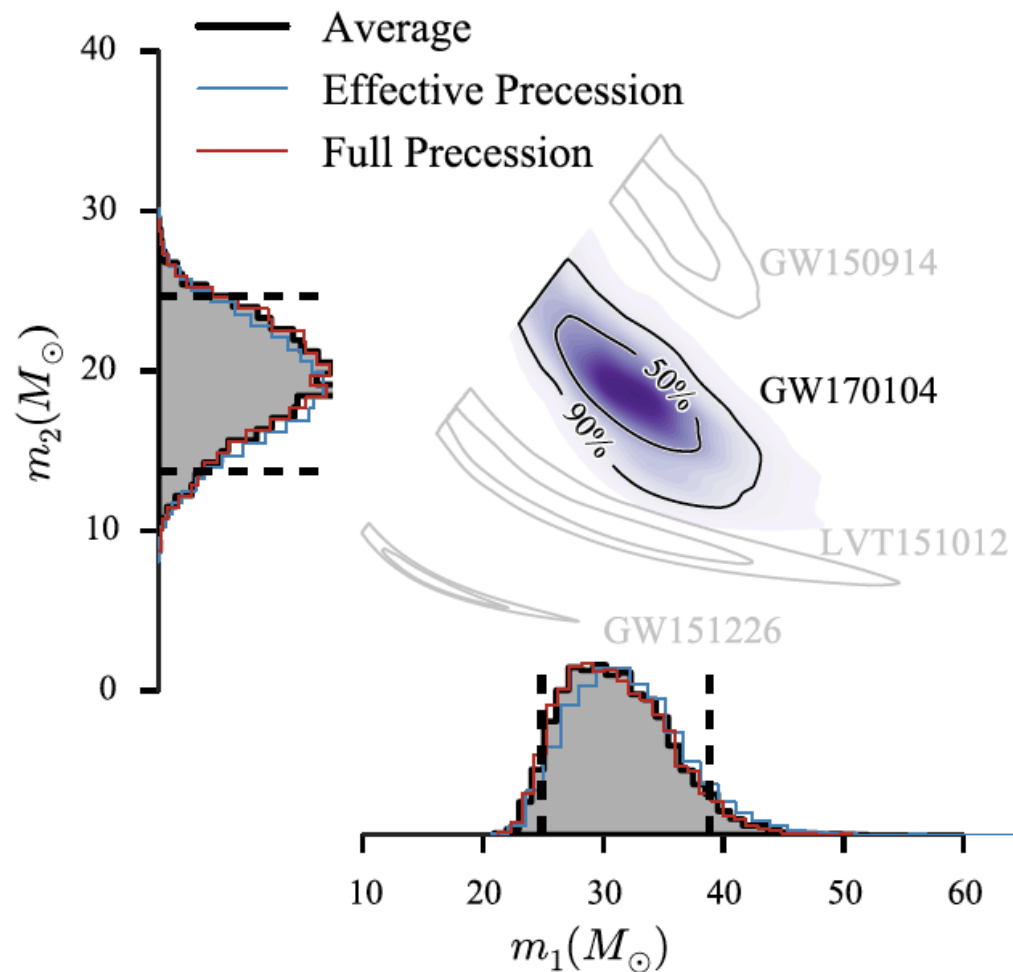 Average
Effective Precession
Full Precession
40
30
20
10
0
m₂(M⊙)
GW150914
GW170104
50%
90%
LVT151012
GW151226
10 20 30 40 50 60
m₁(M⊙)